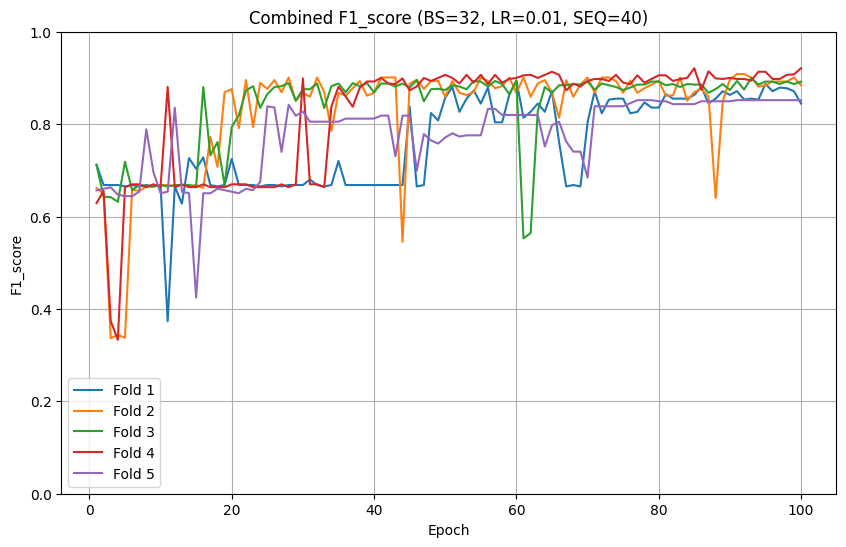 Combined F1_score (BS=32, LR=0.01, SEQ=40)
1.0
0.8
0.6
0.4
0.2
0.0
F1_score
Fold 1
Fold 2
Fold 3
Fold 4
Fold 5
0 20 40 60 80 100
Epoch